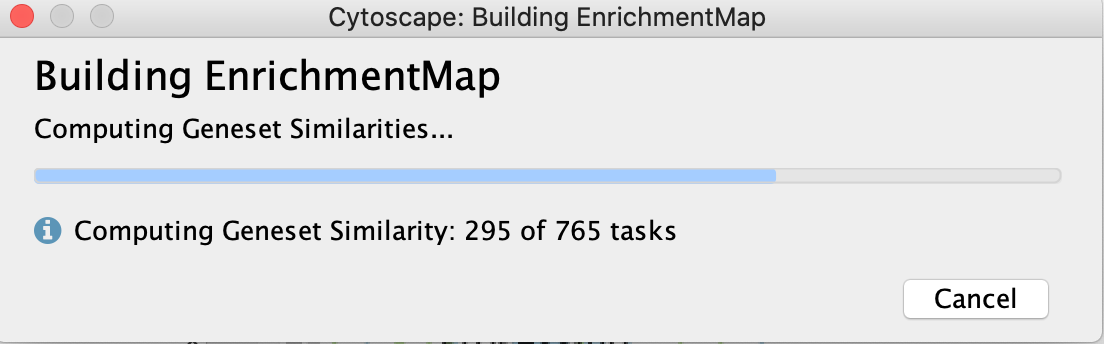 Cytoscape: Building EnrichmentMap
Building EnrichmentMap
Computing Geneset Similarities...
Computing Geneset Similarity: 295 of 765 tasks
Cancel